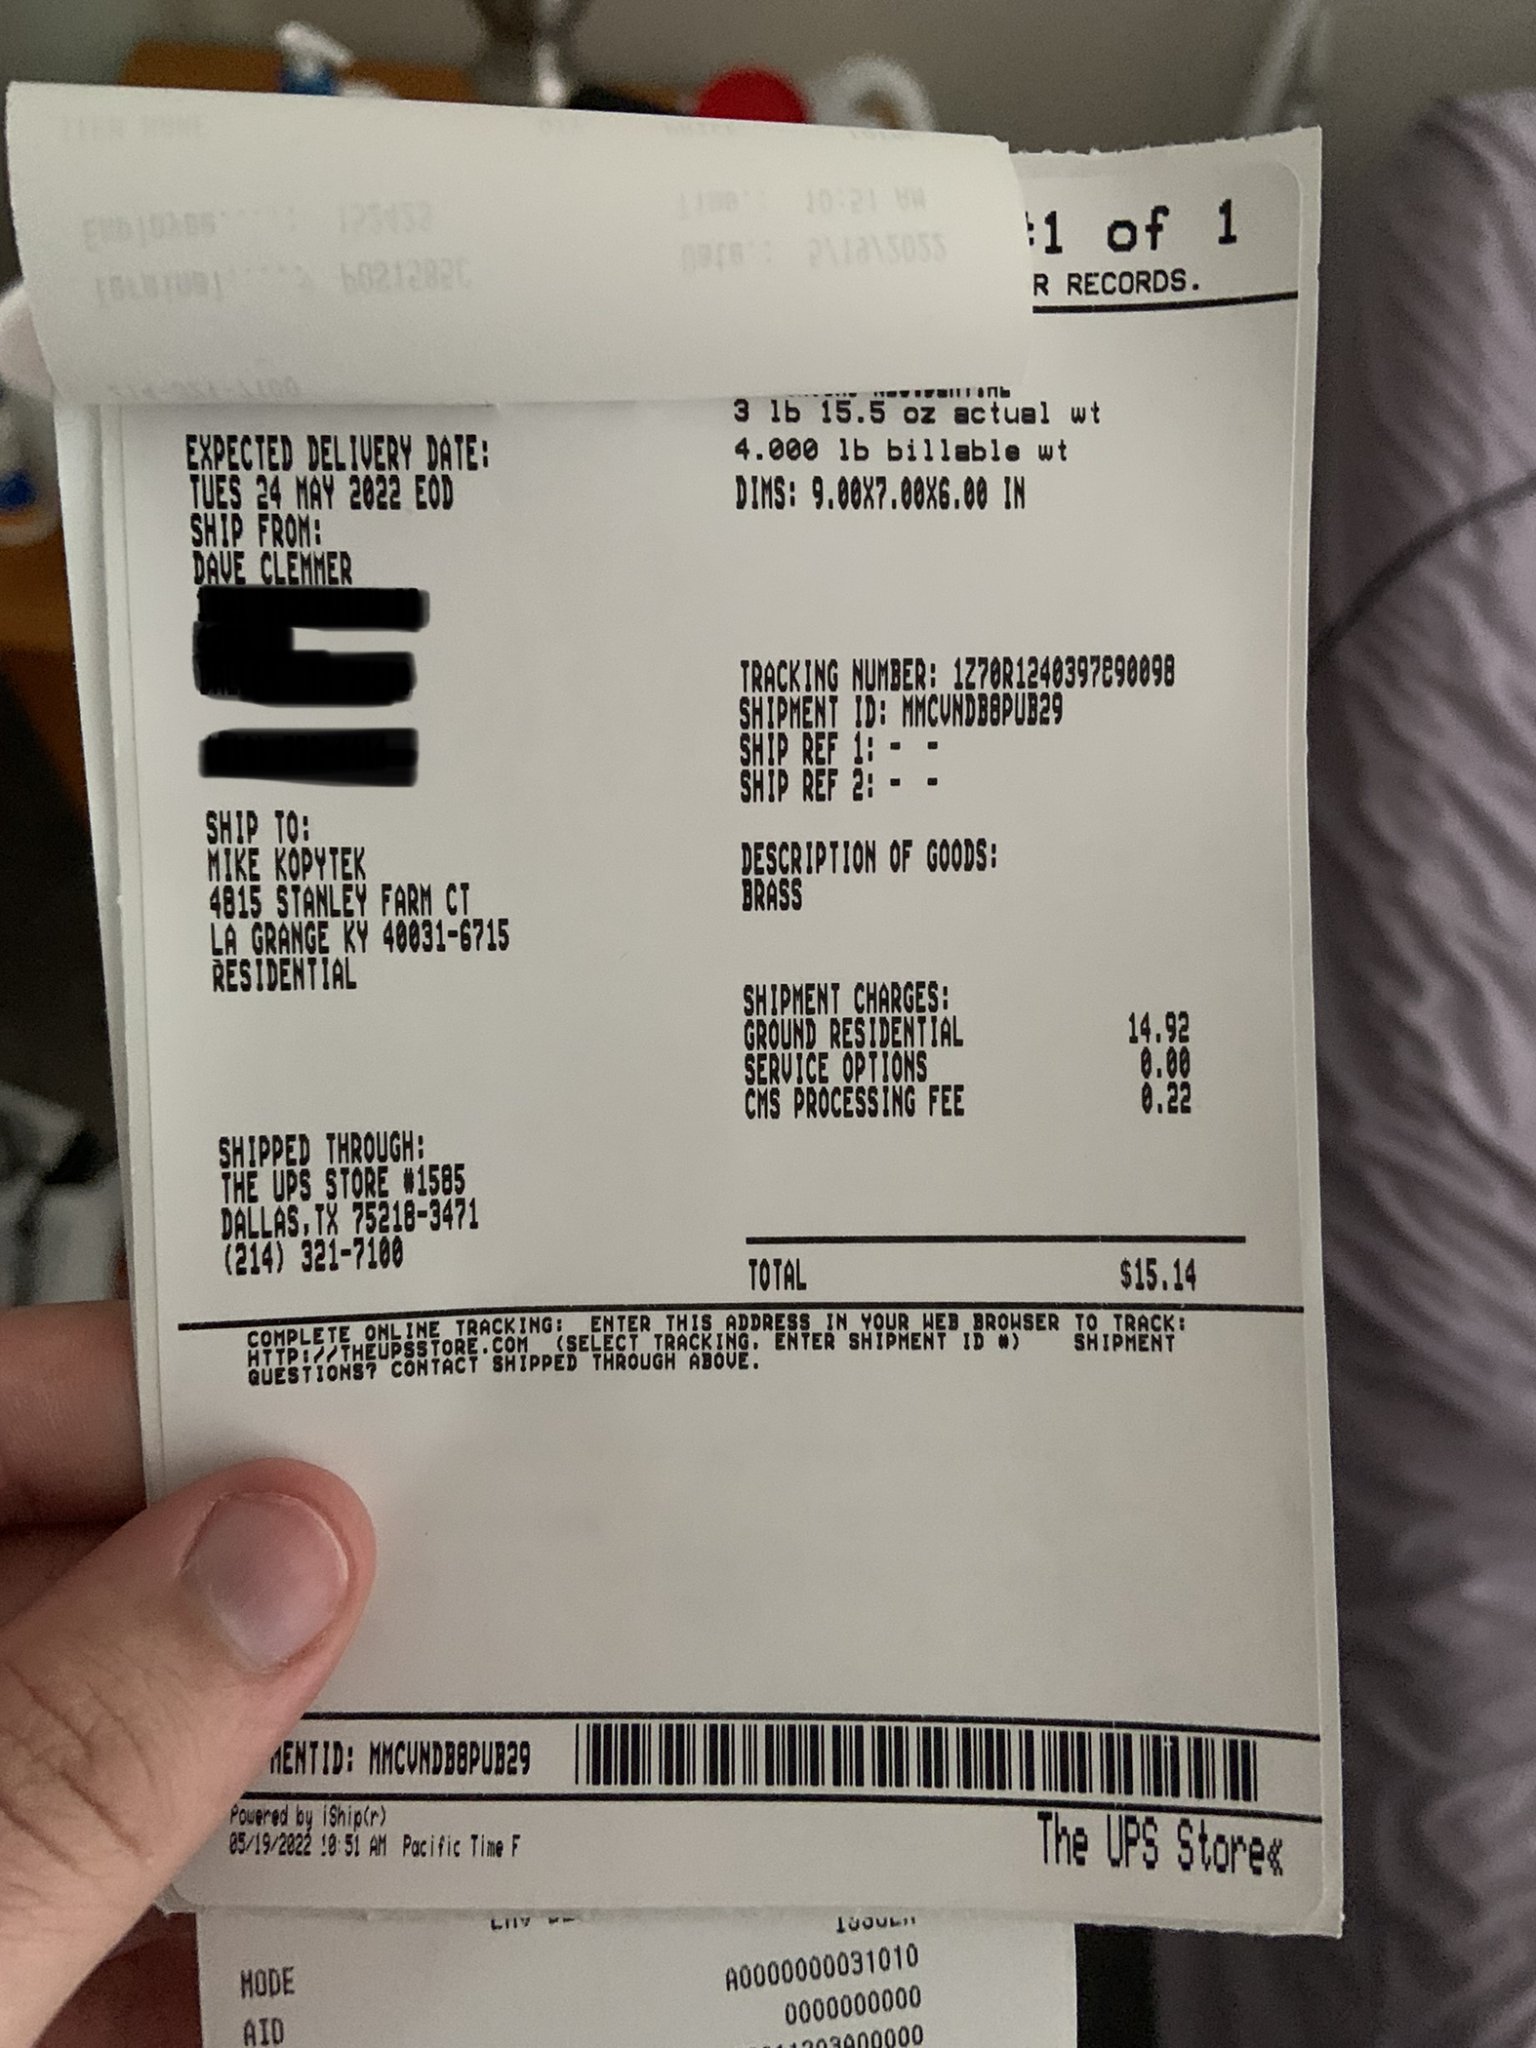 #1 of 1
R RECORDS.
3 lb 15.5 oz actual wt
4.000 lb billable wt
DIMS: 9.00X7.00X6.00 IN
EXPECTED DELIVERY DATE:
TUES 24 MAY 2022 EOD
SHIP FROM:
DAVE CLEMMER
TRACKING NUMBER: 1Z70R1240397890098
SHIPMENT ID: MMCVNDB8PUB29
SHIP REF 1: - -
SHIP REF 2: - -
SHIP TO:
MIKE KOPYTEK
4815 STANLEY FARM CT
LA GRANGE KY 40031-6715
RESIDENTIAL
DESCRIPTION OF GOODS:
BRASS
SHIPMENT CHARGES:
GROUND RESIDENTIAL 14.92
SERVICE OPTIONS 0.00
CMS PROCESSING FEE 0.22
SHIPPED THROUGH:
THE UPS STORE #1585
DALLAS,TX 75218-3471
(214) 321-7100
TOTAL $15.14
COMPLETE ONLINE TRACKING: ENTER THIS ADDRESS IN YOUR WEB BROWSER TO TRACK:
HTTP://THEUPSSTORE.COM (SELECT TRACKING, ENTER SHIPMENT ID #) SHIPMENT
QUESTIONS? CONTACT SHIPPED THROUGH ABOVE.
MENTID: MMCVNDB8PUB29
Powered by iShip(r)
05/19/2022 10:51 AM Pacific Time F
The UPS Store«
MODE
A0000000031010
AID
0000000000